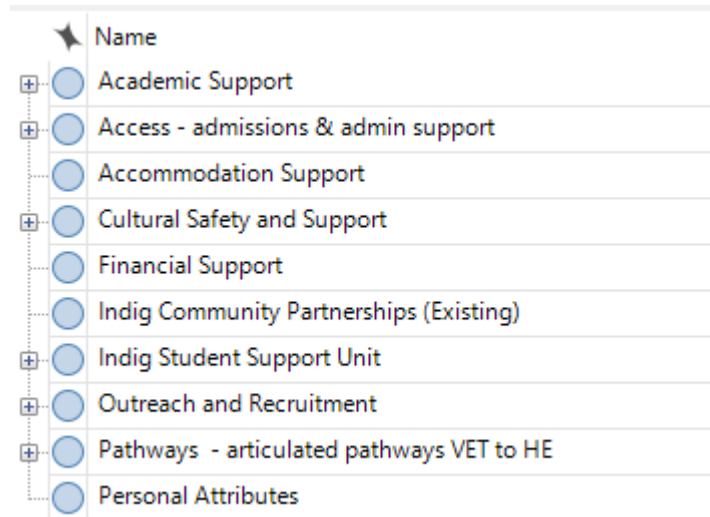 Name
Academic Support
Access - admissions & admin support
Accommodation Support
Cultural Safety and Support
Financial Support
Indig Community Partnerships (Existing)
Indig Student Support Unit
Outreach and Recruitment
Pathways  - articulated pathways VET to HE
Personal Attributes